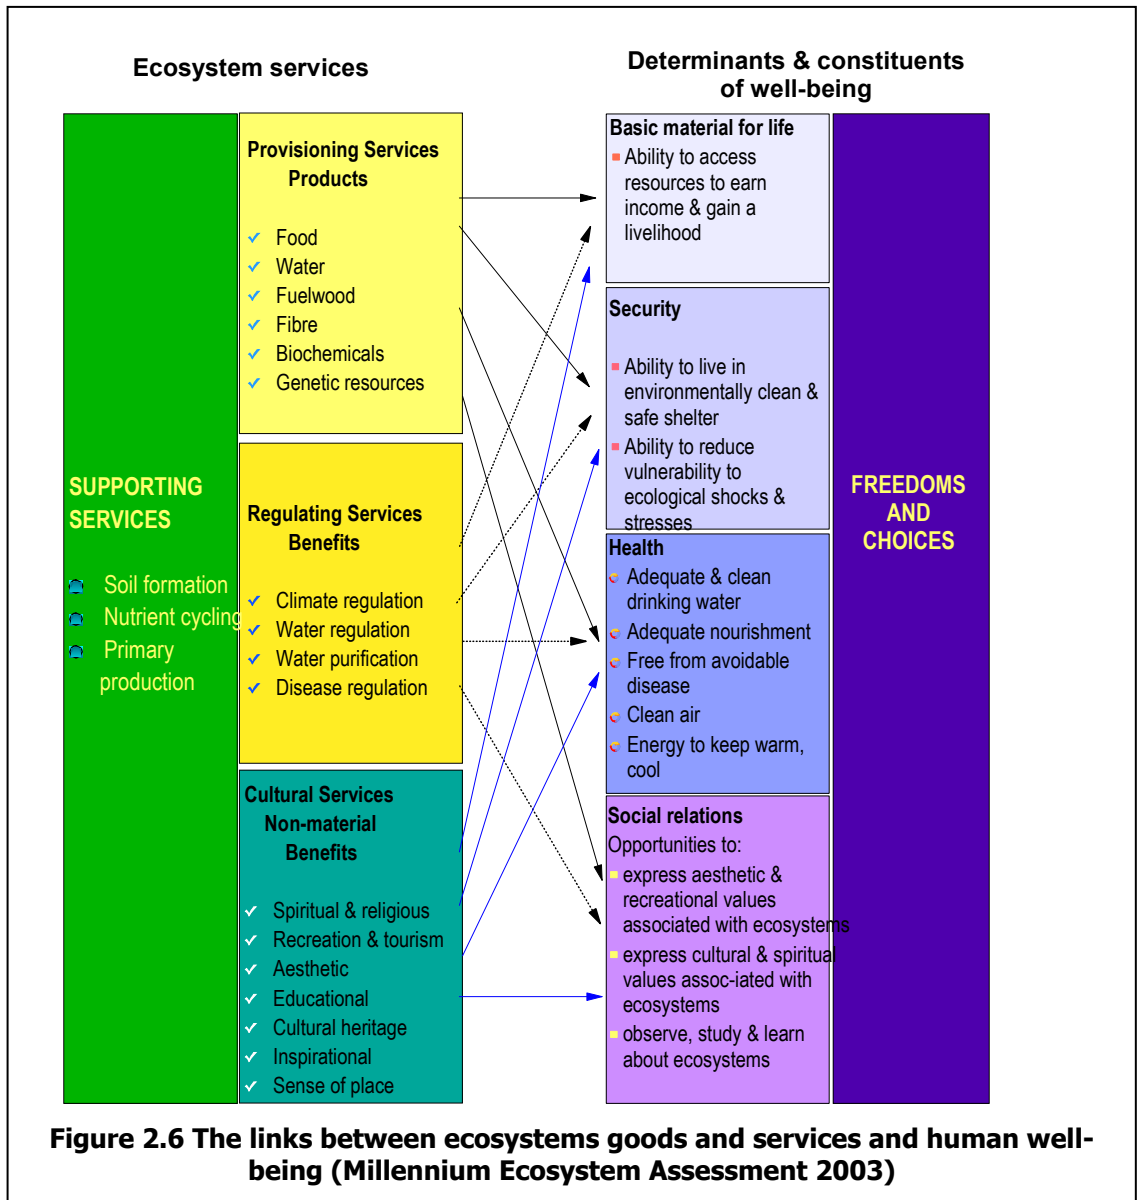 Ecosystem services
Determinants & constituents
of well-being
SUPPORTING
SERVICES
Soil formation
Nutrient cycling
Primary
production
Provisioning Services
Products
Food
Water
Fuelwood
Fibre
Biochemicals
Genetic resources
Regulating Services
Benefits
Climate regulation
Water regulation
Water purification
Disease regulation
Cultural Services
Non-material
Benefits
Spiritual & religious
Recreation & tourism
Aesthetic
Educational
Cultural heritage
Inspirational
Sense of place
Basic material for life
Ability to access
resources to earn
income & gain a
livelihood
Security
Ability to live in
environmentally clean &
safe shelter
Ability to reduce
vulnerability to
ecological shocks &
stresses
Health
Adequate & clean
drinking water
Adequate nourishment
Free from avoidable
disease
Clean air
Energy to keep warm,
cool
Social relations
Opportunities to:
express aesthetic &
recreational values
associated with ecosystems
express cultural & spiritual
values assoc-iated with
ecosystems
observe, study & learn
about ecosystems
FREEDOMS
AND
CHOICES
Figure 2.6 The links between ecosystems goods and services and human well-
being (Millennium Ecosystem Assessment 2003)